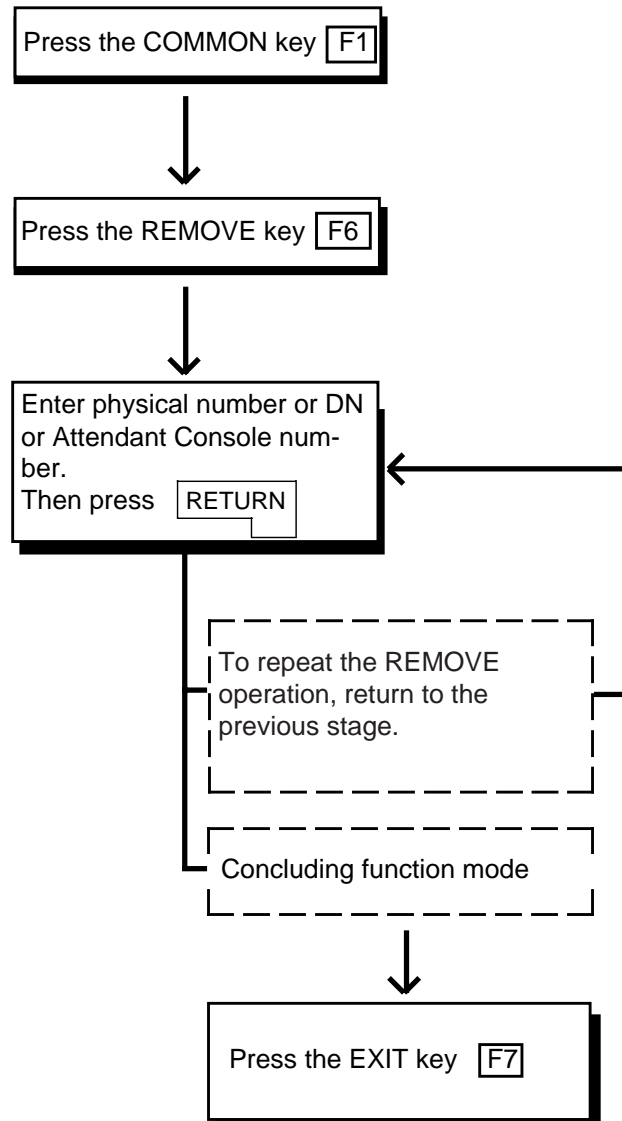 Press the COMMON key F1
Press the REMOVE key F6
Enter physical number or DN
or Attendant Console num-
ber.
Then press RETURN
To repeat the REMOVE
operation, return to the
previous stage.
Concluding function mode
Press the EXIT key F7